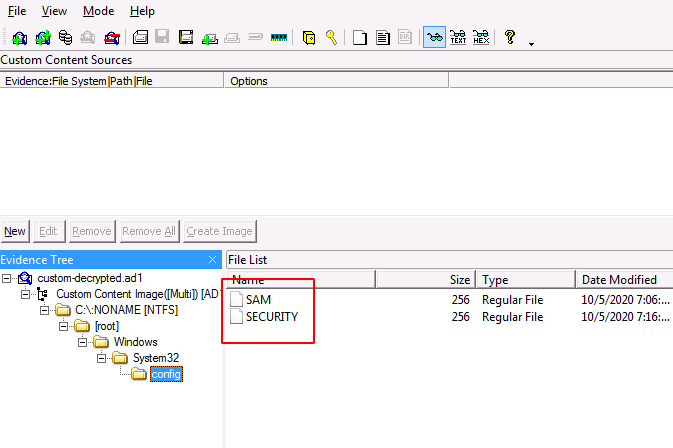 File View Mode Help
TEXT HEX
Custom Content Sources
Evidence:File System|Path|File Options
New Edit Remove Remove All Create Image
Evidence Tree
custom-decrypted.ad1
Custom Content Image([Multi]) [AD1
C:\:NONAME [NTFS]
[root]
Windows
System32
config
File List
Name Size Type Date Modified
SAM 256 Regular File 10/5/2020 7:06:...
SECURITY 256 Regular File 10/5/2020 7:16:...